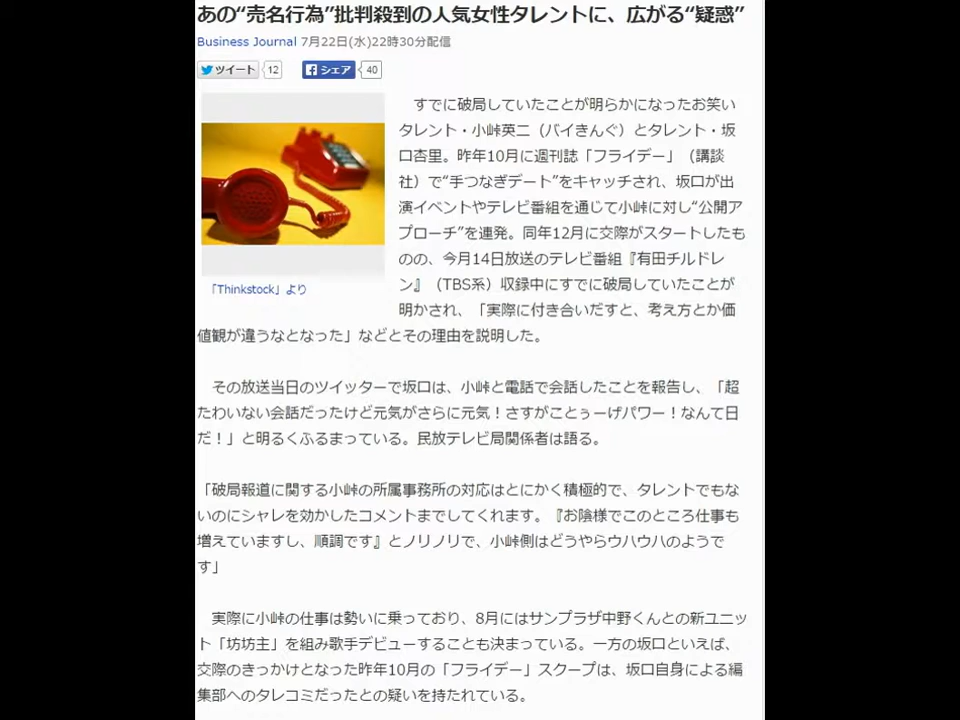 あの“売名行為”批判殺到の人気女性タレントに、広がる“疑惑”
Business Journal 7月22日(水)22時30分配信
ツイート 12 シェア 40
すでに破局していたことが明らかになったお笑い
タレント・小峠英二（バイきんぐ）とタレント・坂
口杏里。昨年10月に週刊誌「フライデー」（講談
社）で“手つなぎデート”をキャッチされ、坂口が出
演イベントやテレビ番組を通じて小峠に対し“公開ア
プローチ”を連発。同年12月に交際がスタートしたも
のの、今月14日放送のテレビ番組『有田チルドレ
ン』（TBS系）収録中にすでに破局していたことが
明かされ、「実際に付き合いだすと、考え方とか価
値観が違うなとなった」などとその理由を説明した。
「Thinkstock」より
その放送当日のツイッターで坂口は、小峠と電話で会話したことを報告し、「超
たわいない会話だったけど元気がさらに元気！さすがことぅーげパワー！なんて日
だ！」と明るくふるまっている。民放テレビ局関係者は語る。
「破局報道に関する小峠の所属事務所の対応はとにかく積極的で、タレントでもな
いのにシャレを効かしたコメントまでしてくれます。『お陰様でこのところ仕事も
増えていますし、順調です』とノリノリで、小峠側はどうやらウハウハのようで
す」
実際に小峠の仕事は勢いに乗っており、8月にはサンプラザ中野くんとの新ユニッ
ト「坊坊主」を組み歌手デビューすることも決まっている。一方の坂口といえば、
交際のきっかけとなった昨年10月の「フライデー」スクープは、坂口自身による編
集部へのタレコミだったとの疑いを持たれている。